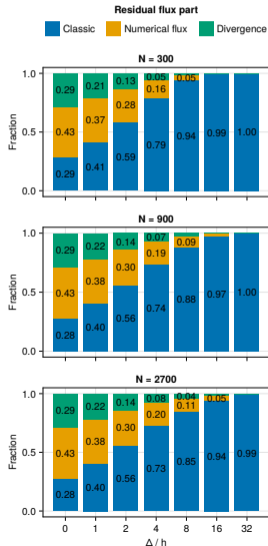 Residual flux part
Classic Numerical flux Divergence
N = 300
1.0
0.5
0.0
Fraction
0.29 0.21 0.13 0.05 0.05
0.43 0.37 0.28 0.16
0.29 0.41 0.59 0.79 0.94 0.99 1.00
N = 900
1.0
0.5
0.0
Fraction
0.29 0.22 0.14 0.07
0.43 0.38 0.30 0.19 0.09
0.28 0.40 0.56 0.74 0.88 0.97 1.00
N = 2700
1.0
0.5
0.0
Fraction
0.29 0.22 0.14 0.08 0.04
0.43 0.38 0.30 0.20 0.11 0.05
0.28 0.40 0.56 0.73 0.85 0.94 0.99
0 1 2 4 8 16 32
Δ / h